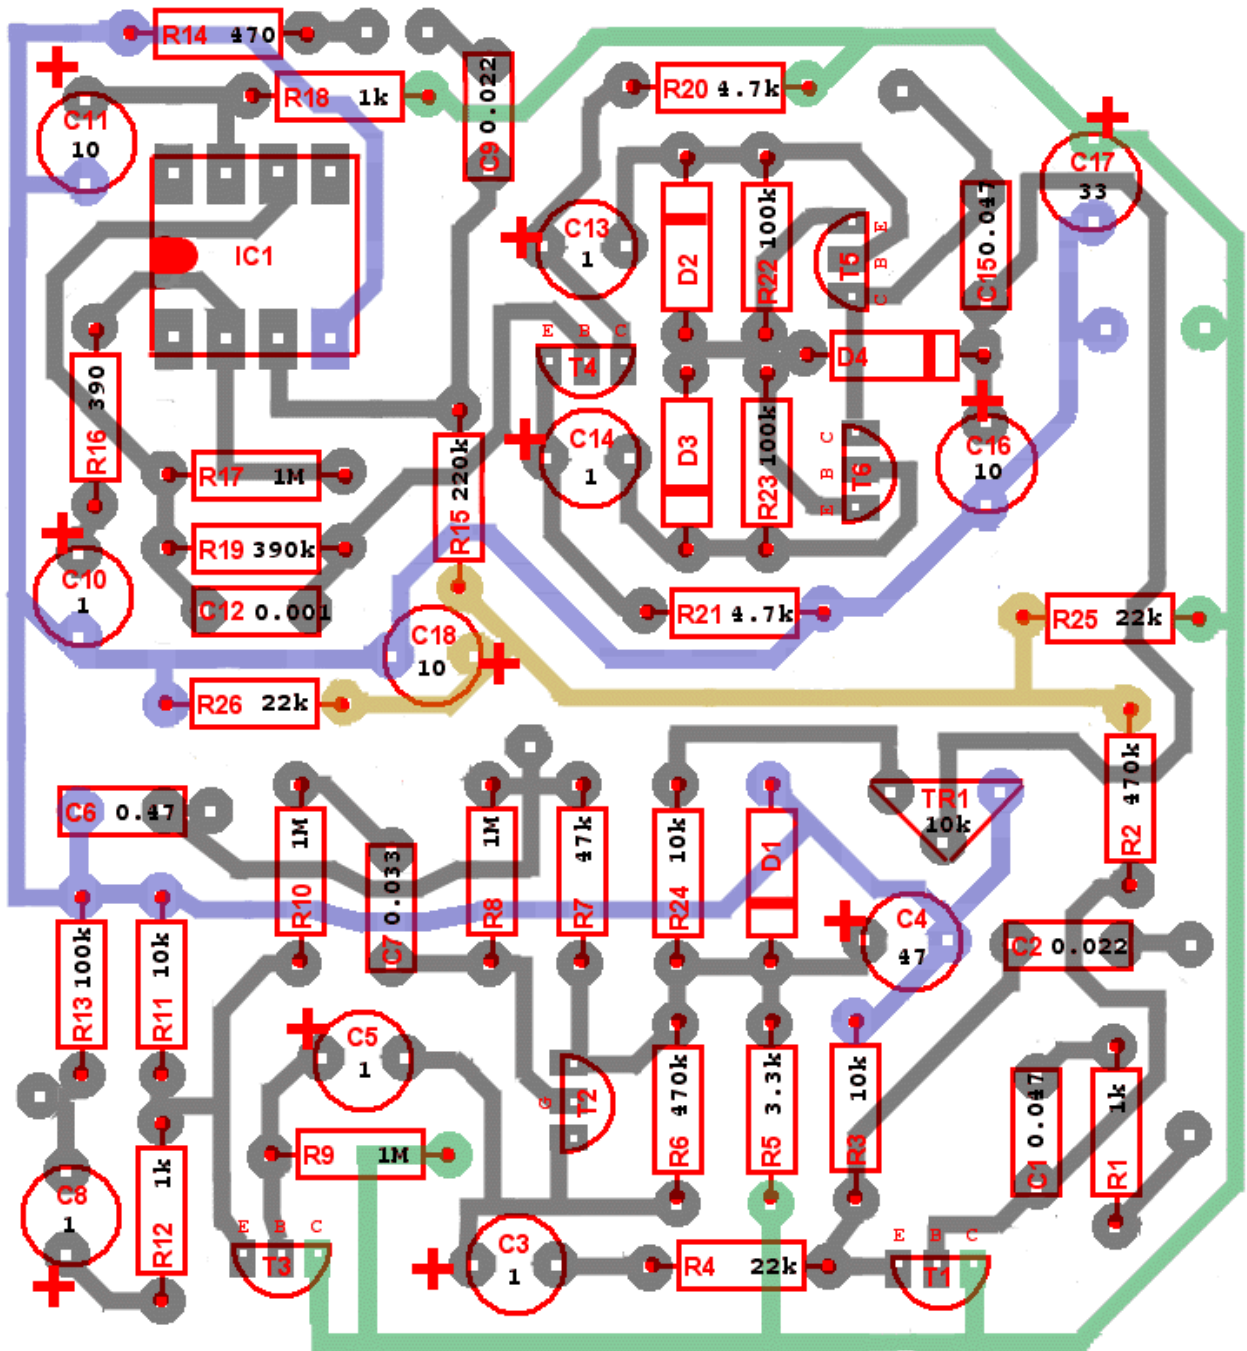 R14 470
R18 1k
C9 0.022
R20 4.7k
+
C11
10
+
C17
33
IC1
+
C13
1
D2
R22 100k
E
B
C
T5
C15 0.047
E B C
T4
D4
R16 390
+
C14
1
D3
R23 100k
C
B
E
T6
+
C16
10
R17 1M
R15 220k
R19 390k
+
C10
1
C12 0.001
R21 4.7k
R25 22k
C18
10
+
R26 22k
C6 0.47
R10 1M
C7 0.033
R8 1M
R7 47k
R24 10k
D1
TR1
10k
R2 470k
R13 100k
R11 10k
+
C4
47
C2 0.022
+
C5
1
G
T2
R6 470k
R5 3.3k
R3 10k
C1 0.047
R1 1k
R9 1M
C8
1
+
R12 1k
E B C
T3
+
C3
1
R4 22k
E B C
T1